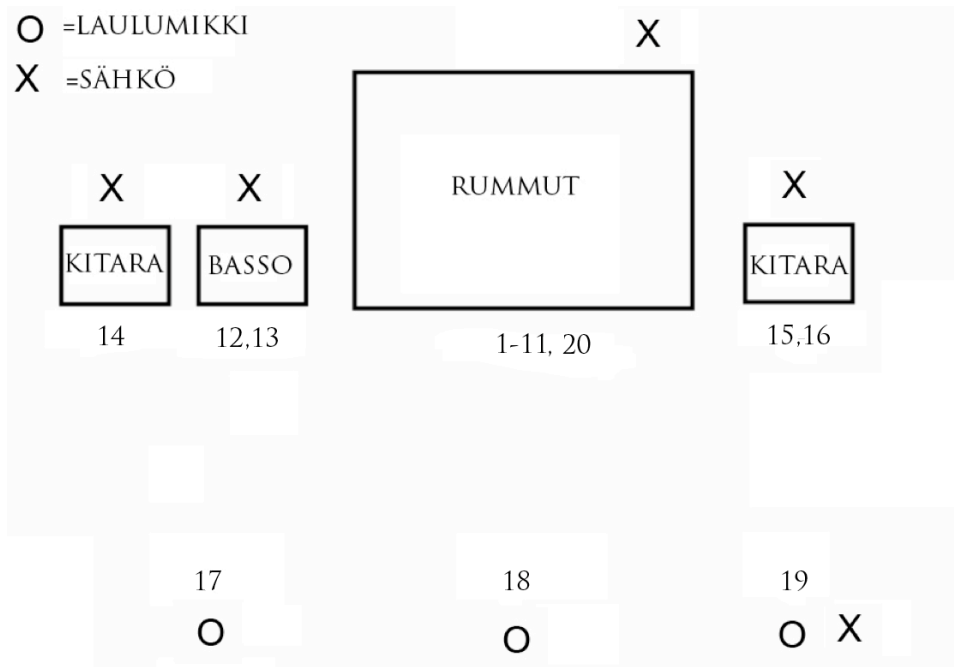 O =LAULUMIKKI
X =SÄHKÖ
X
X X X
RUMMUT
KITARA BASSO KITARA
14 12,13 1-11, 20 15,16
17 18 19
O O O X